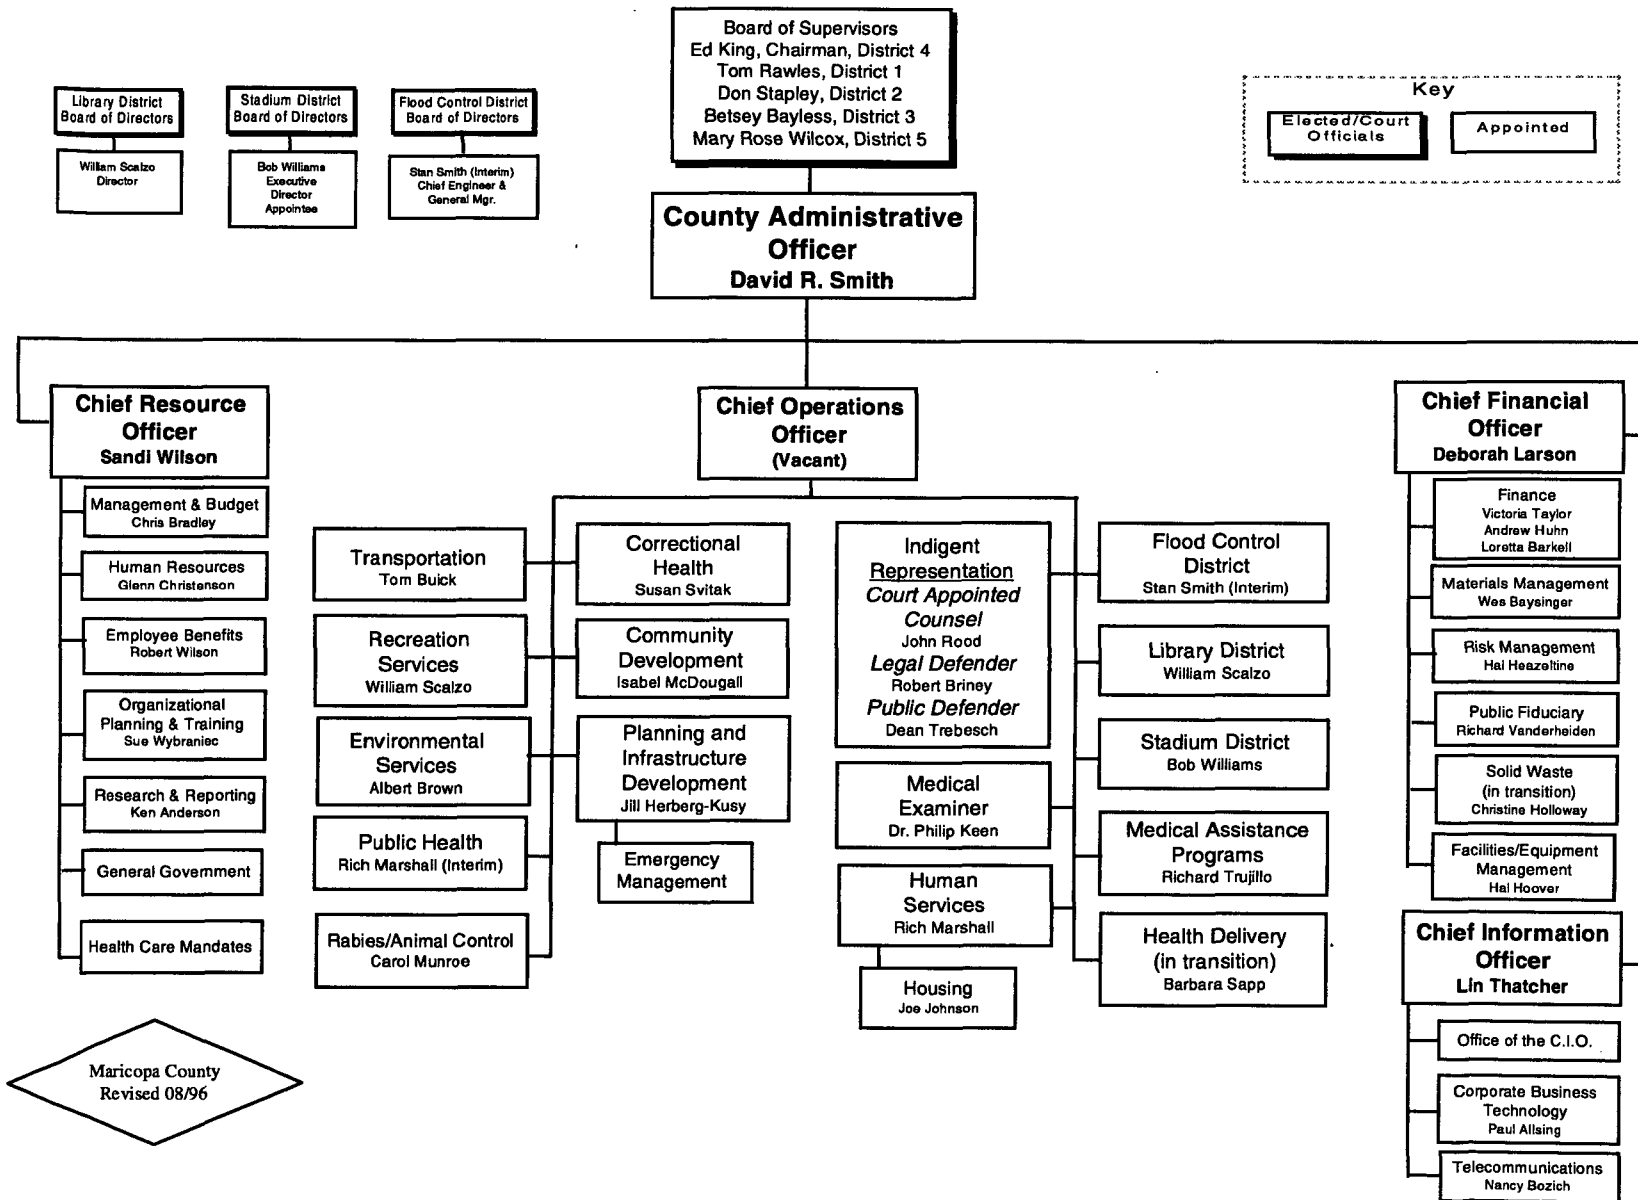 Board of Supervisors
Ed King, Chairman, District 4
Tom Rawles, District 1
Don Stapley, District 2
Betsey Bayless, District 3
Mary Rose Wilcox, District 5
Library District
Board of Directors
William Scalzo
Director
Stadium District
Board of Directors
Bob Williams
Executive
Director
Appointee
Flood Control District
Board of Directors
Stan Smith (Interim)
Chief Engineer &
General Mgr.
Key
Elected/Court
Officials
Appointed
County Administrative
Officer
David R. Smith
Chief Resource
Officer
Sandi Wilson
Management & Budget
Chris Bradley
Human Resources
Glenn Christenson
Employee Benefits
Robert Wilson
Organizational
Planning & Training
Sue Wybraniec
Research & Reporting
Ken Anderson
General Government
Health Care Mandates
Chief Operations
Officer
(Vacant)
Transportation
Tom Buick
Recreation
Services
William Scalzo
Environmental
Services
Albert Brown
Public Health
Rich Marshall (Interim)
Rabies/Animal Control
Carol Munroe
Correctional
Health
Susan Svitak
Community
Development
Isabel McDougall
Planning and
Infrastructure
Development
Jill Herberg-Kusy
Emergency
Management
Indigent
Representation
Court Appointed
Counsel
John Rood
Legal Defender
Robert Briney
Public Defender
Dean Trebesch
Medical
Examiner
Dr. Philip Keen
Human
Services
Rich Marshall
Housing
Joe Johnson
Flood Control
District
Stan Smith (Interim)
Library District
William Scalzo
Stadium District
Bob Williams
Medical Assistance
Programs
Richard Trujillo
Health Delivery
(in transition)
Barbara Sapp
Chief Financial
Officer
Deborah Larson
Finance
Victoria Taylor
Andrew Huhn
Loretta Barkell
Materials Management
Wes Baysinger
Risk Management
Hal Heazeltine
Public Fiduciary
Richard Vanderheiden
Solid Waste
(in transition)
Christine Holloway
Facilities/Equipment
Management
Hal Hoover
Chief Information
Officer
Lin Thatcher
Office of the C.I.O.
Corporate Business
Technology
Paul Allsing
Telecommunications
Nancy Bozich
Maricopa County
Revised 08/96